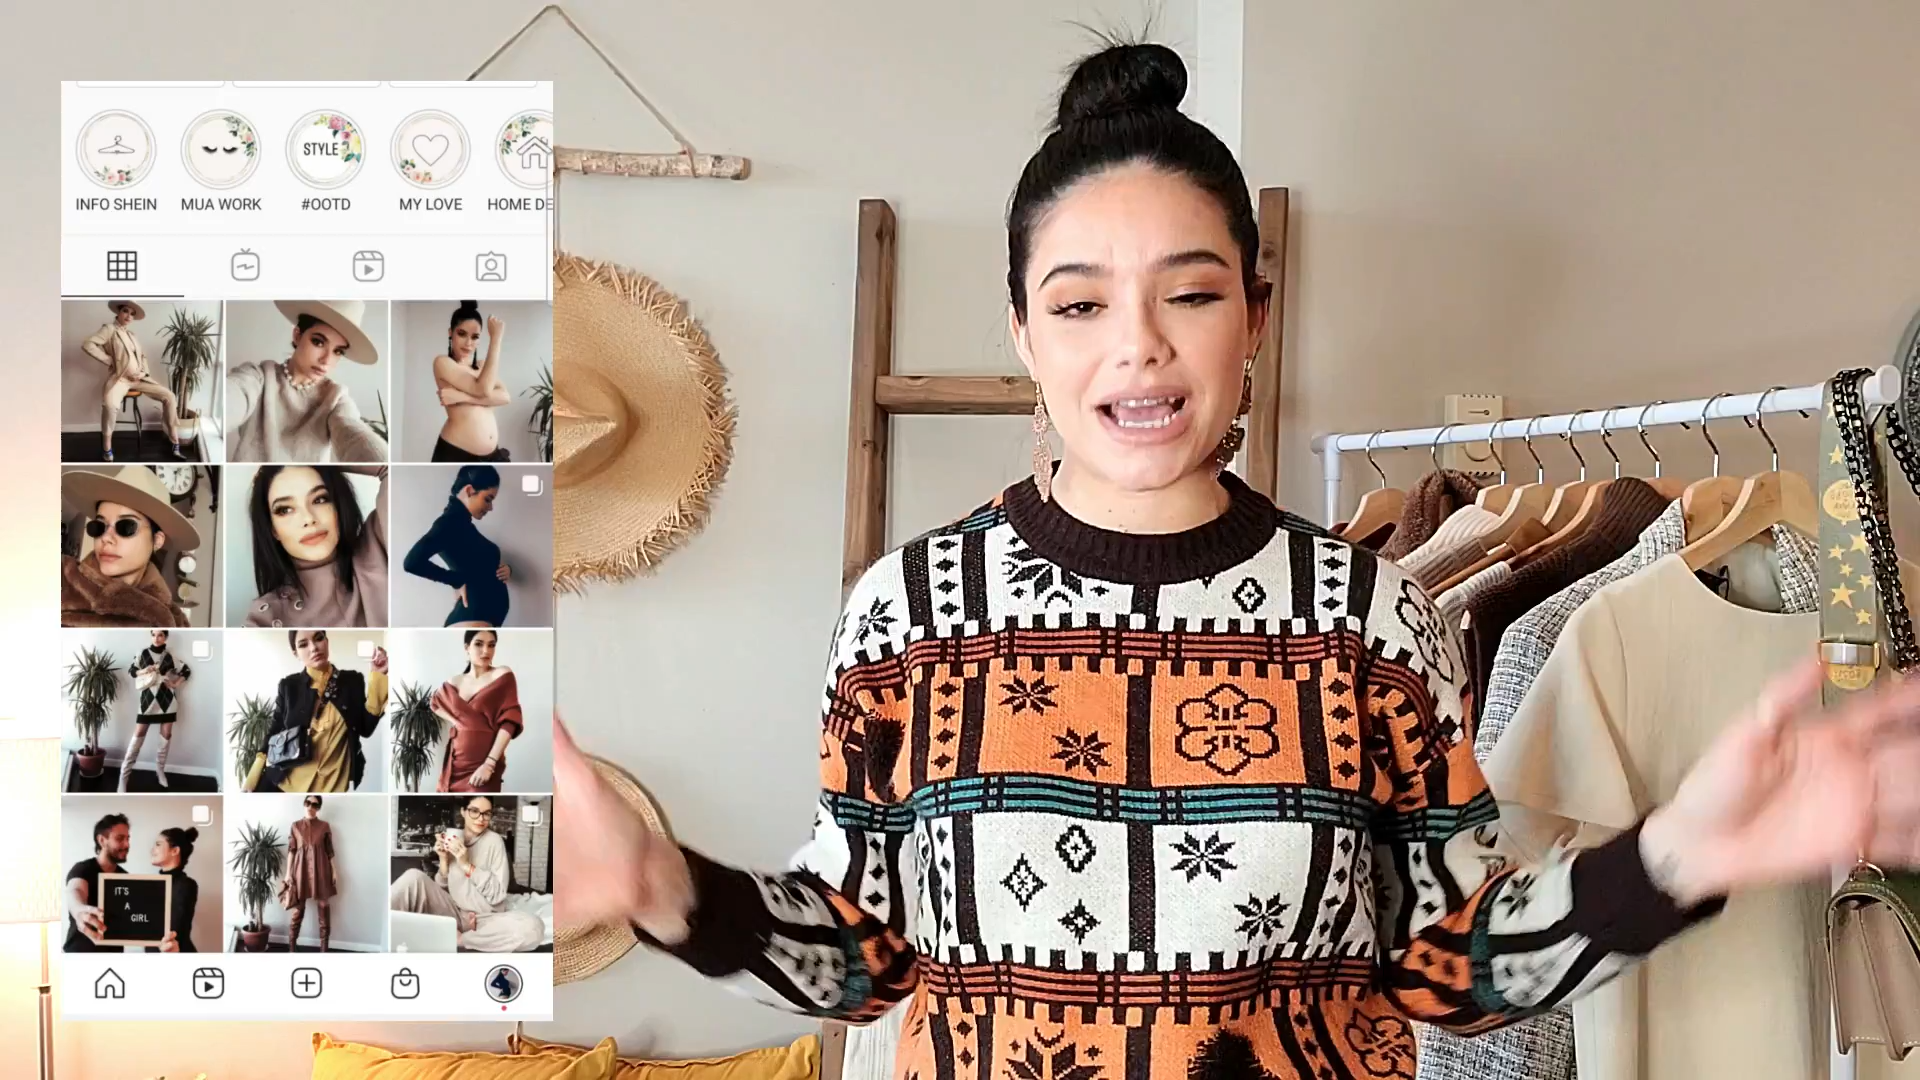 STYLE
INFO SHEIN
MUA WORK
#OOTD
MY LOVE
HOME DE
IT'S
A
GIRL